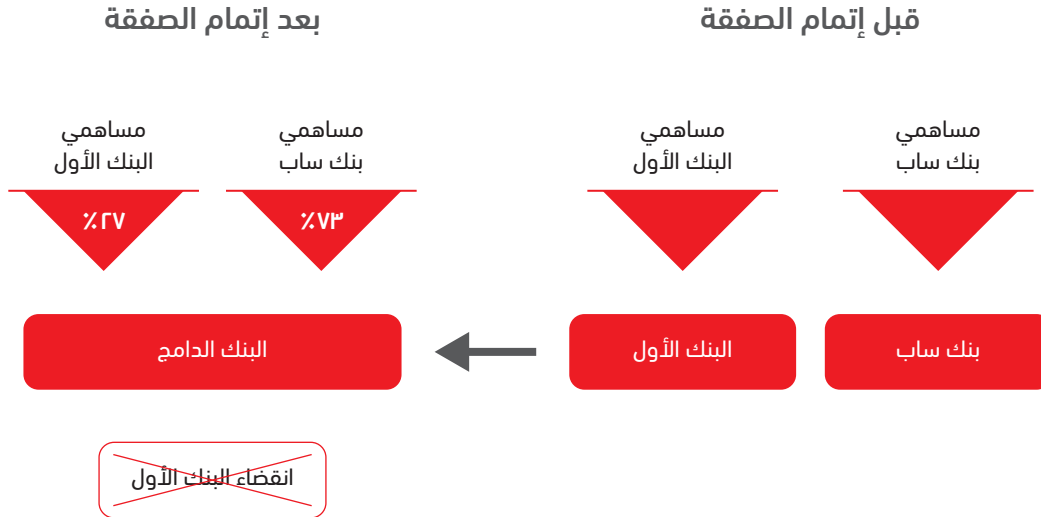 قبل إتمام الصفقة
بعد إتمام الصفقة
مساهمي
بنك ساب
مساهمي
البنك الأول
مساهمي
بنك ساب
مساهمي
البنك الأول
٧٣٪
٢٧٪
بنك ساب
البنك الأول
البنك الدامج
انقضاء البنك الأول